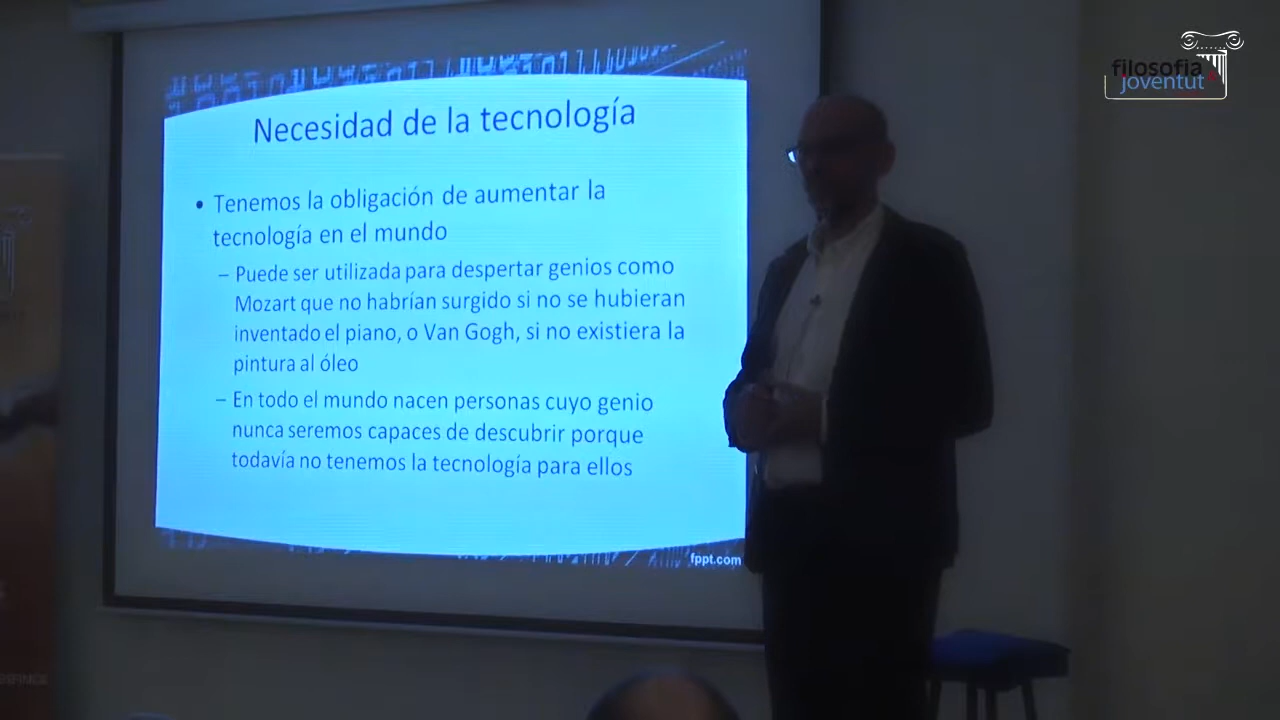 filosofia
joventut
Necesidad de la tecnología
• Tenemos la obligación de aumentar la
tecnología en el mundo
– Puede ser utilizada para despertar genios como
Mozart que no habrían surgido si no se hubieran
inventado el piano, o Van Gogh, si no existiera la
pintura al óleo
– En todo el mundo nacen personas cuyo genio
nunca seremos capaces de descubrir porque
todavía no tenemos la tecnología para ellos
fppt.com